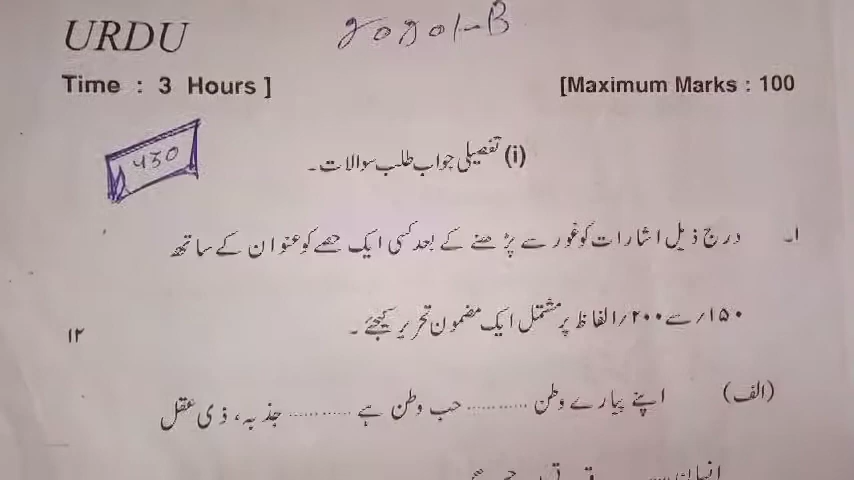 URDU
Time : 3 Hours ] [Maximum Marks : 100
430
(i) تفصیلی جواب طلب سوالات۔
۱۔ درج ذیل اشارات کو غور سے پڑھنے کے بعد کسی ایک حصے کو عنوان کے ساتھ
۱۵۰؍ سے ۲۰۰؍ الفاظ پر مشتمل ایک مضمون تحریر کیجئے۔ ۱۲
(الف) اپنے پیارے وطن .......... حب وطن ہے .......... جذبہ، ذی عقل
انسان